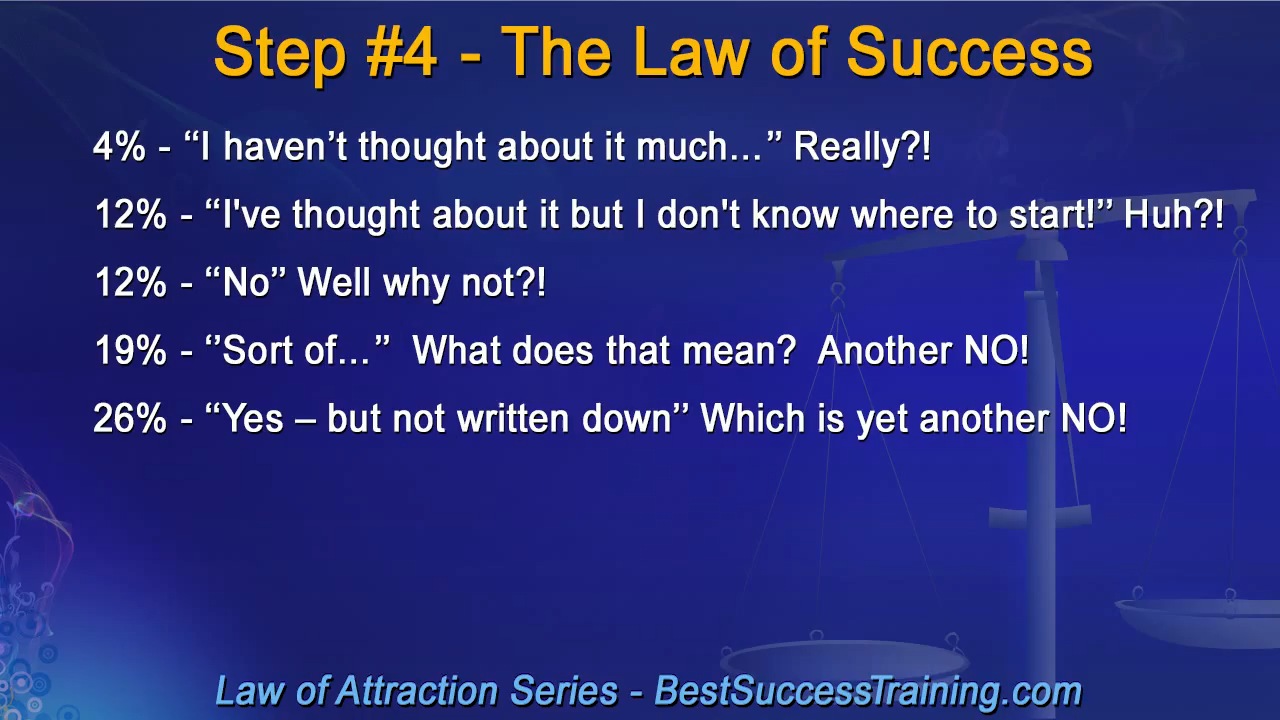 Step #4 - The Law of Success
4% - “I haven’t thought about it much...” Really?!
12% - “I've thought about it but I don't know where to start!” Huh?!
12% - “No” Well why not?!
19% - ‘’Sort of...”  What does that mean?  Another NO!
26% - “Yes – but not written down” Which is yet another NO!
Law of Attraction Series - BestSuccessTraining.com